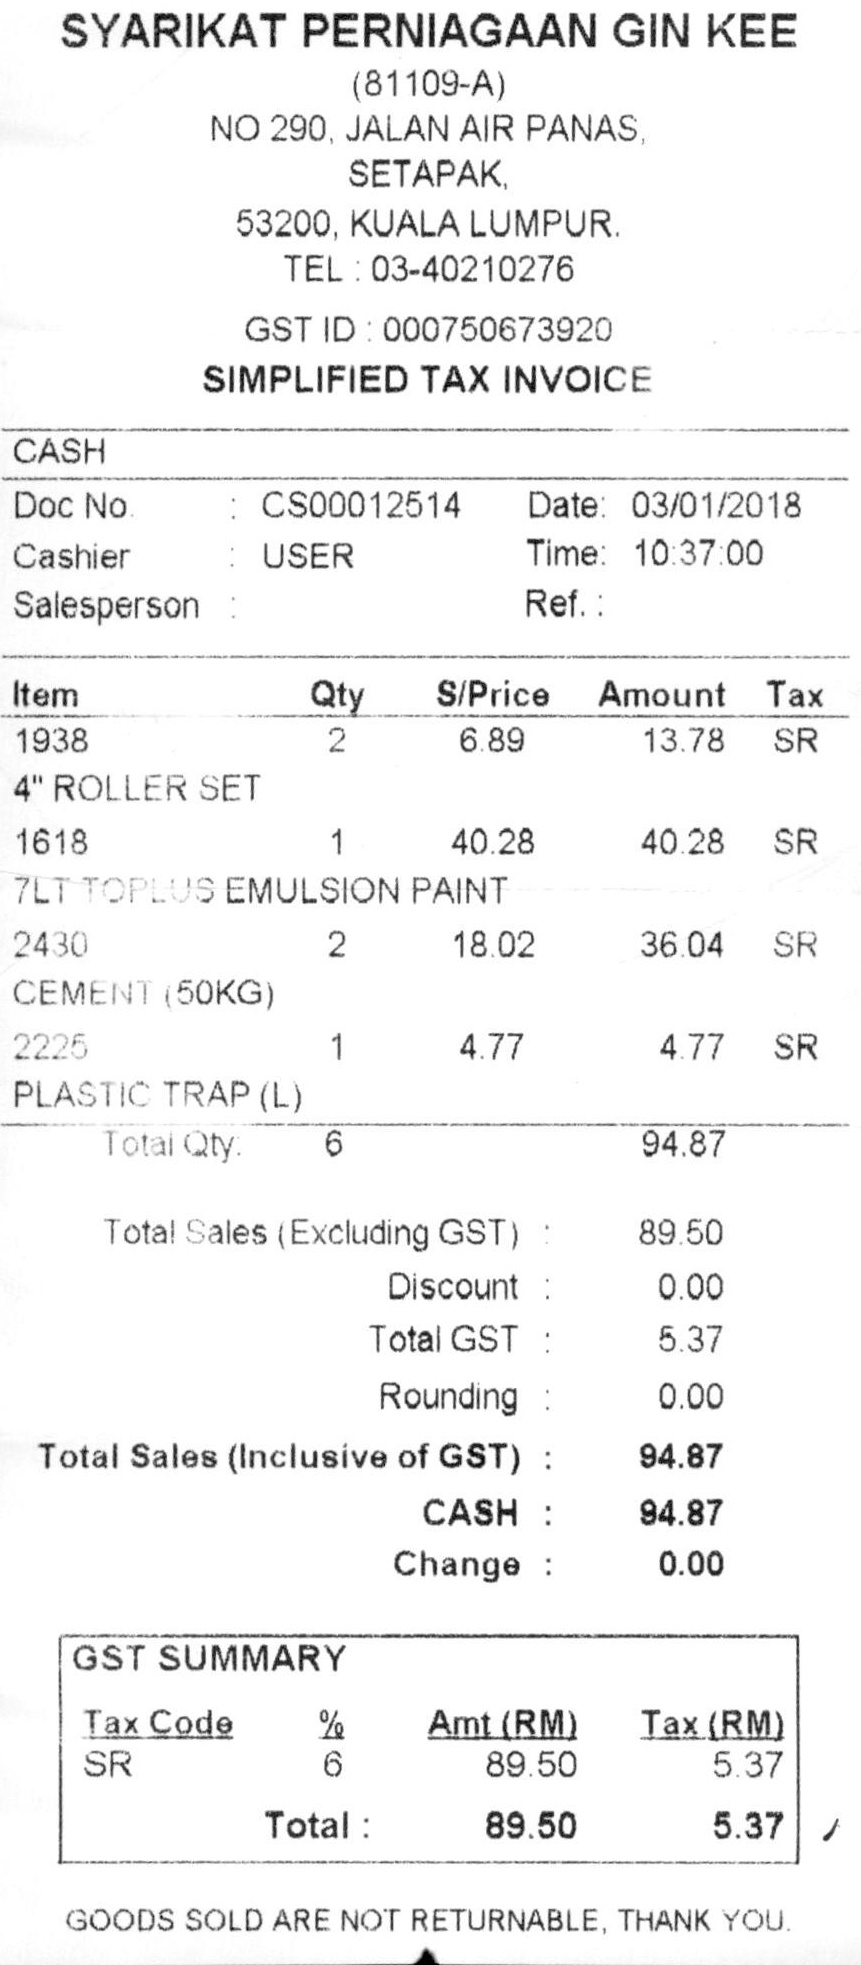 SYARIKAT PERNIAGAAN GIN KEE
(81109-A)
NO 290, JALAN AIR PANAS,
SETAPAK,
53200, KUALA LUMPUR.
TEL : 03-40210276
GST ID : 000750673920
SIMPLIFIED TAX INVOICE
CASH
Doc No. : CS00012514 Date: 03/01/2018
Cashier : USER Time: 10:37:00
Salesperson : Ref. :
Item Qty S/Price Amount Tax
1938 2 6.89 13.78 SR
4" ROLLER SET
1618 1 40.28 40.28 SR
7LT TOPLUS EMULSION PAINT
2430 2 18.02 36.04 SR
CEMENT (50KG)
2225 1 4.77 4.77 SR
PLASTIC TRAP (L)
Total Qty: 6 94.87
Total Sales (Excluding GST) : 89.50
Discount : 0.00
Total GST : 5.37
Rounding : 0.00
Total Sales (Inclusive of GST) : 94.87
CASH : 94.87
Change : 0.00
GST SUMMARY
Tax Code % Amt (RM) Tax (RM)
SR 6 89.50 5.37
Total : 89.50 5.37
GOODS SOLD ARE NOT RETURNABLE, THANK YOU.